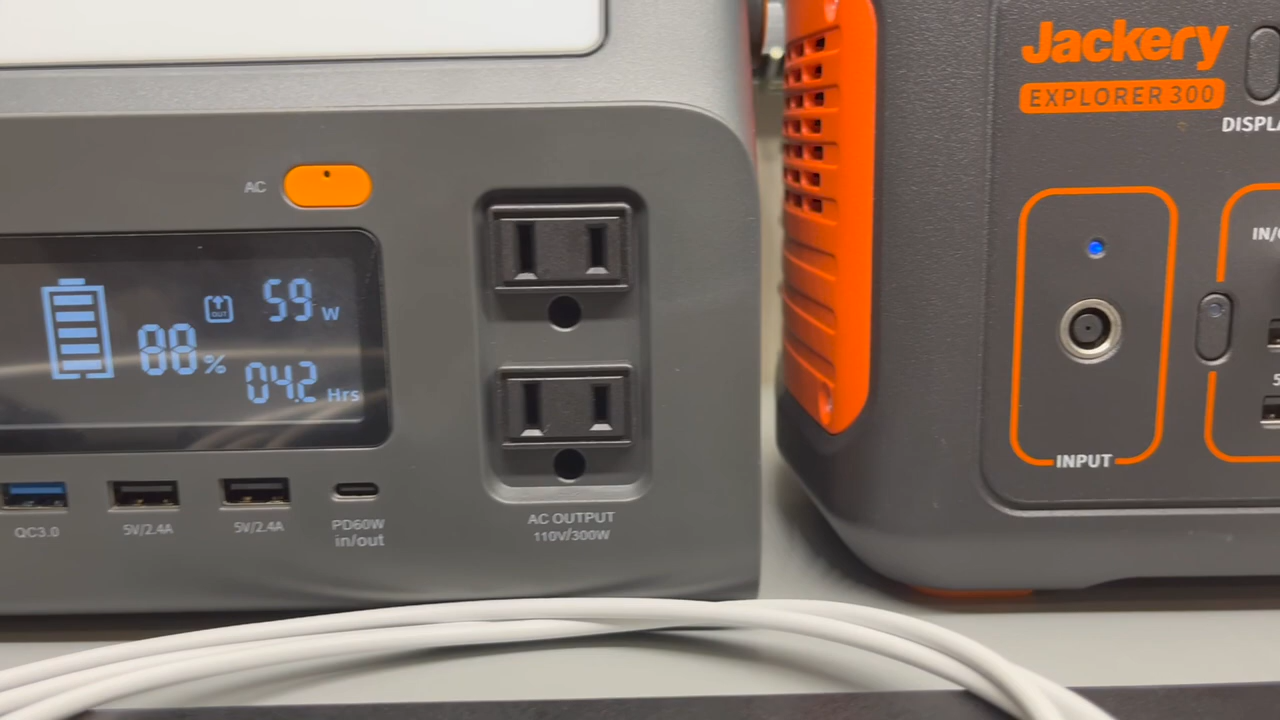 AC
OUT
59 W
88 %
04.2 Hrs
QC3.0
5V/2.4A
5V/2.4A
PD60W
in/out
AC OUTPUT
110V/300W
Jackery
EXPLORER 300
INPUT